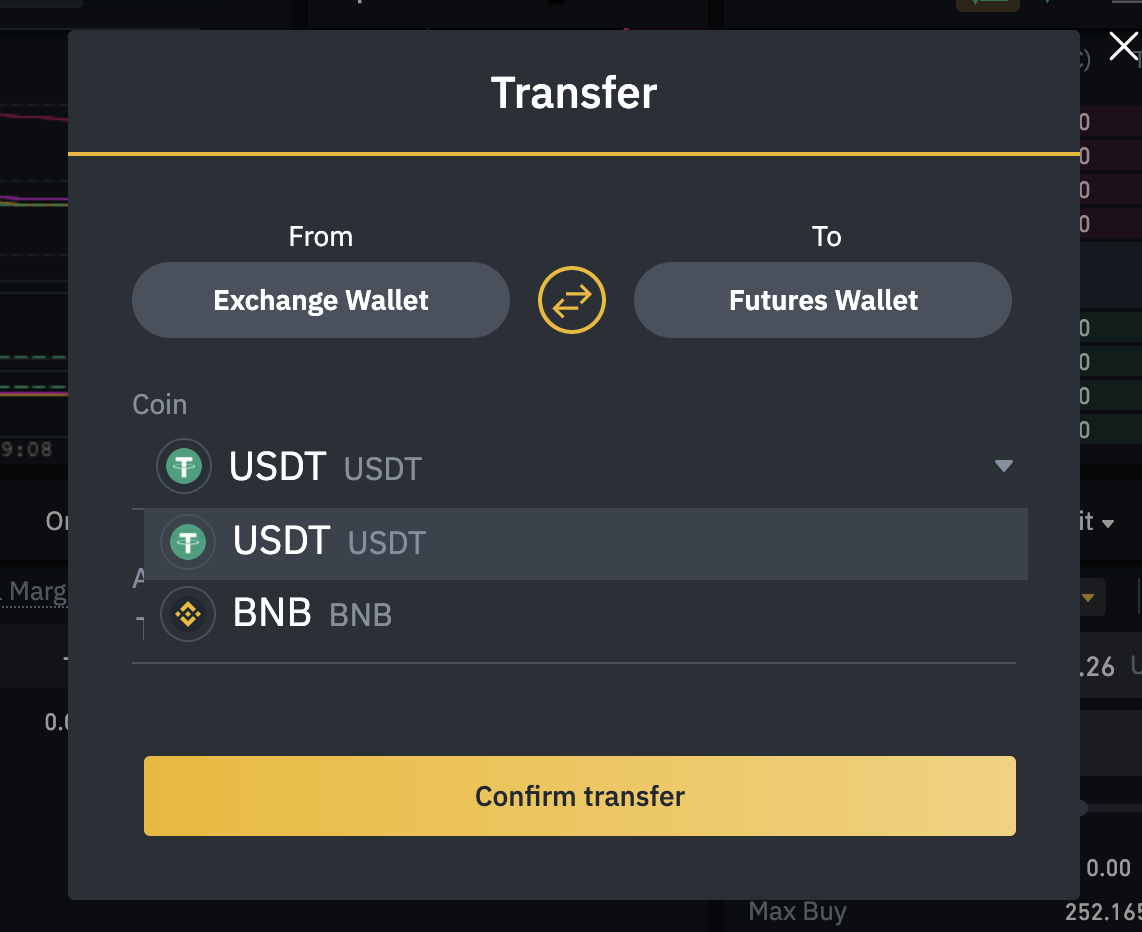 Transfer
From
To
Exchange Wallet
Futures Wallet
Coin
USDT USDT
USDT USDT
BNB BNB
Confirm transfer
9:08
Marg
.26
0.00
Max Buy
252.165